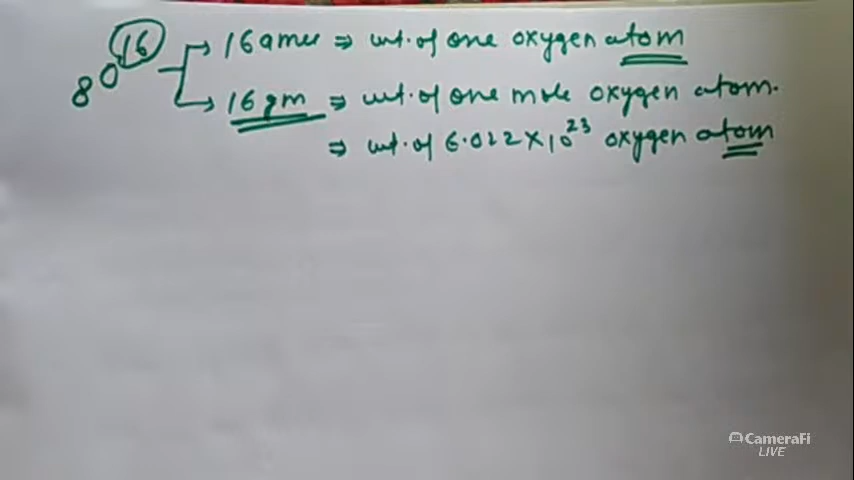 8O16 → 16 amu ⇒ wt. of one oxygen atom
→ 16 gm ⇒ wt. of one mole oxygen atom.
⇒ wt. of 6.022×10^23 oxygen atom
CameraFi
LIVE